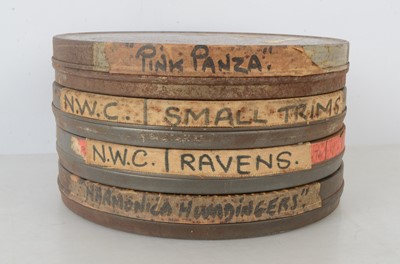 "PINK PANZA".
N.W.C. | SMALL TRIMS
N.W.C. | RAVENS.
"HARMONICA HUMDINGERS"